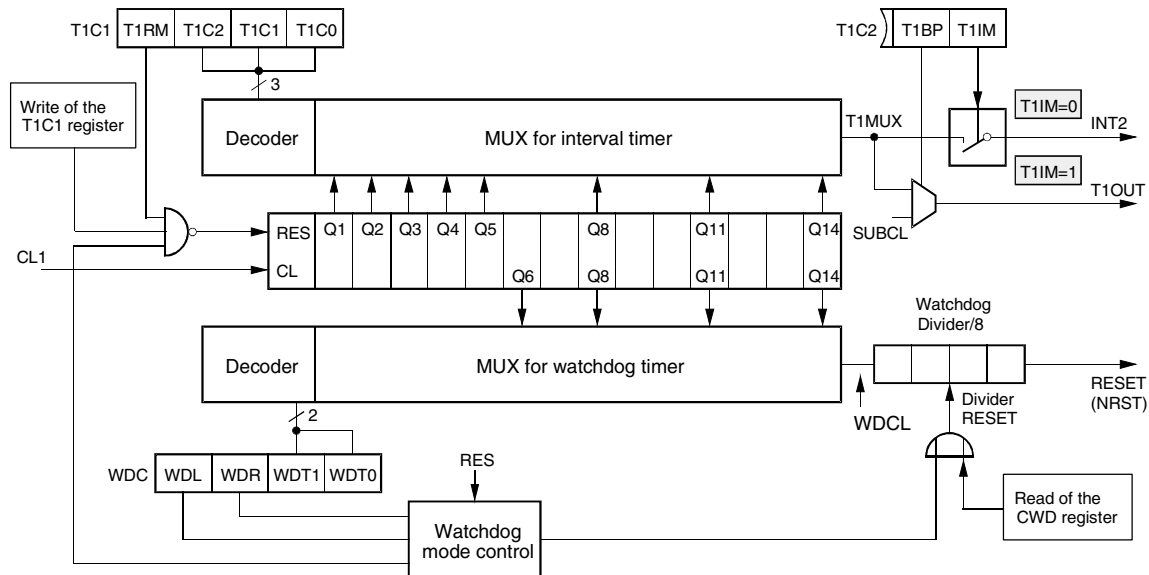 T1C1 T1RM T1C2 T1C1 T1C0
T1C2 T1BP T1IM
3
Write of the
T1C1 register
Decoder MUX for interval timer
T1MUX
T1IM=0
INT2
T1IM=1
T1OUT
SUBCL
RES Q1 Q2 Q3 Q4 Q5 Q8 Q11 Q14
CL1
CL Q6 Q8 Q11 Q14
Watchdog
Divider/8
Decoder MUX for watchdog timer
RESET
(NRST)
Divider
RESET
WDCL
2
WDC WDL WDR WDT1 WDT0
RES
Read of the
CWD register
Watchdog
mode control